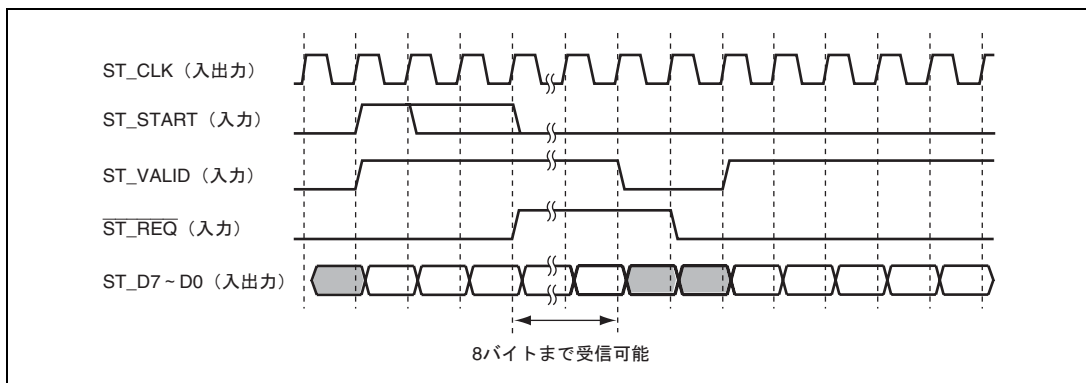 ST_CLK（入出力）
ST_START（入力）
ST_VALID（入力）
ST_REQ（入力）
ST_D7～D0（入出力）
8バイトまで受信可能